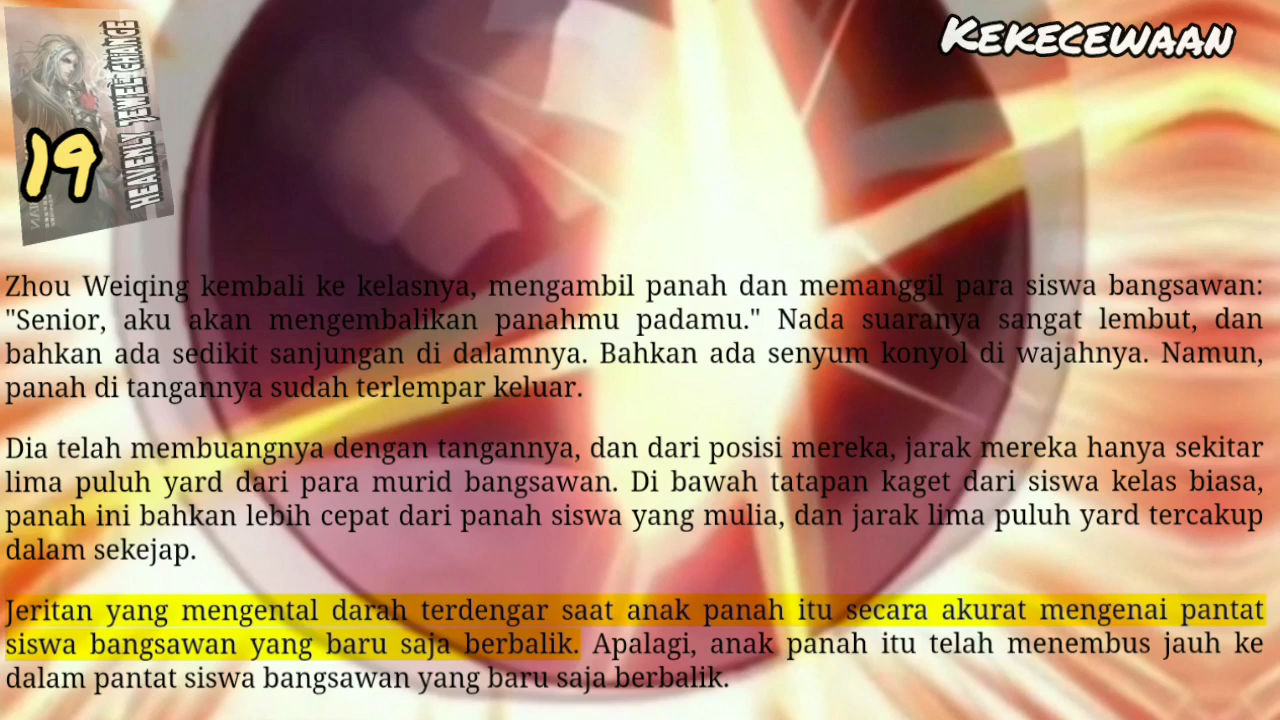 Kekecewaan
19
HEAVENLY JEWEL CHANGE
Zhou Weiqing kembali ke kelasnya, mengambil panah dan memanggil para siswa bangsawan:
"Senior, aku akan mengembalikan panahmu padamu." Nada suaranya sangat lembut, dan
bahkan ada sedikit sanjungan di dalamnya. Bahkan ada senyum konyol di wajahnya. Namun,
panah di tangannya sudah terlempar keluar.
Dia telah membuangnya dengan tangannya, dan dari posisi mereka, jarak mereka hanya sekitar
lima puluh yard dari para murid bangsawan. Di bawah tatapan kaget dari siswa kelas biasa,
panah ini bahkan lebih cepat dari panah siswa yang mulia, dan jarak lima puluh yard tercakup
dalam sekejap.
Jeritan yang mengental darah terdengar saat anak panah itu secara akurat mengenai pantat
siswa bangsawan yang baru saja berbalik. Apalagi, anak panah itu telah menembus jauh ke
dalam pantat siswa bangsawan yang baru saja berbalik.